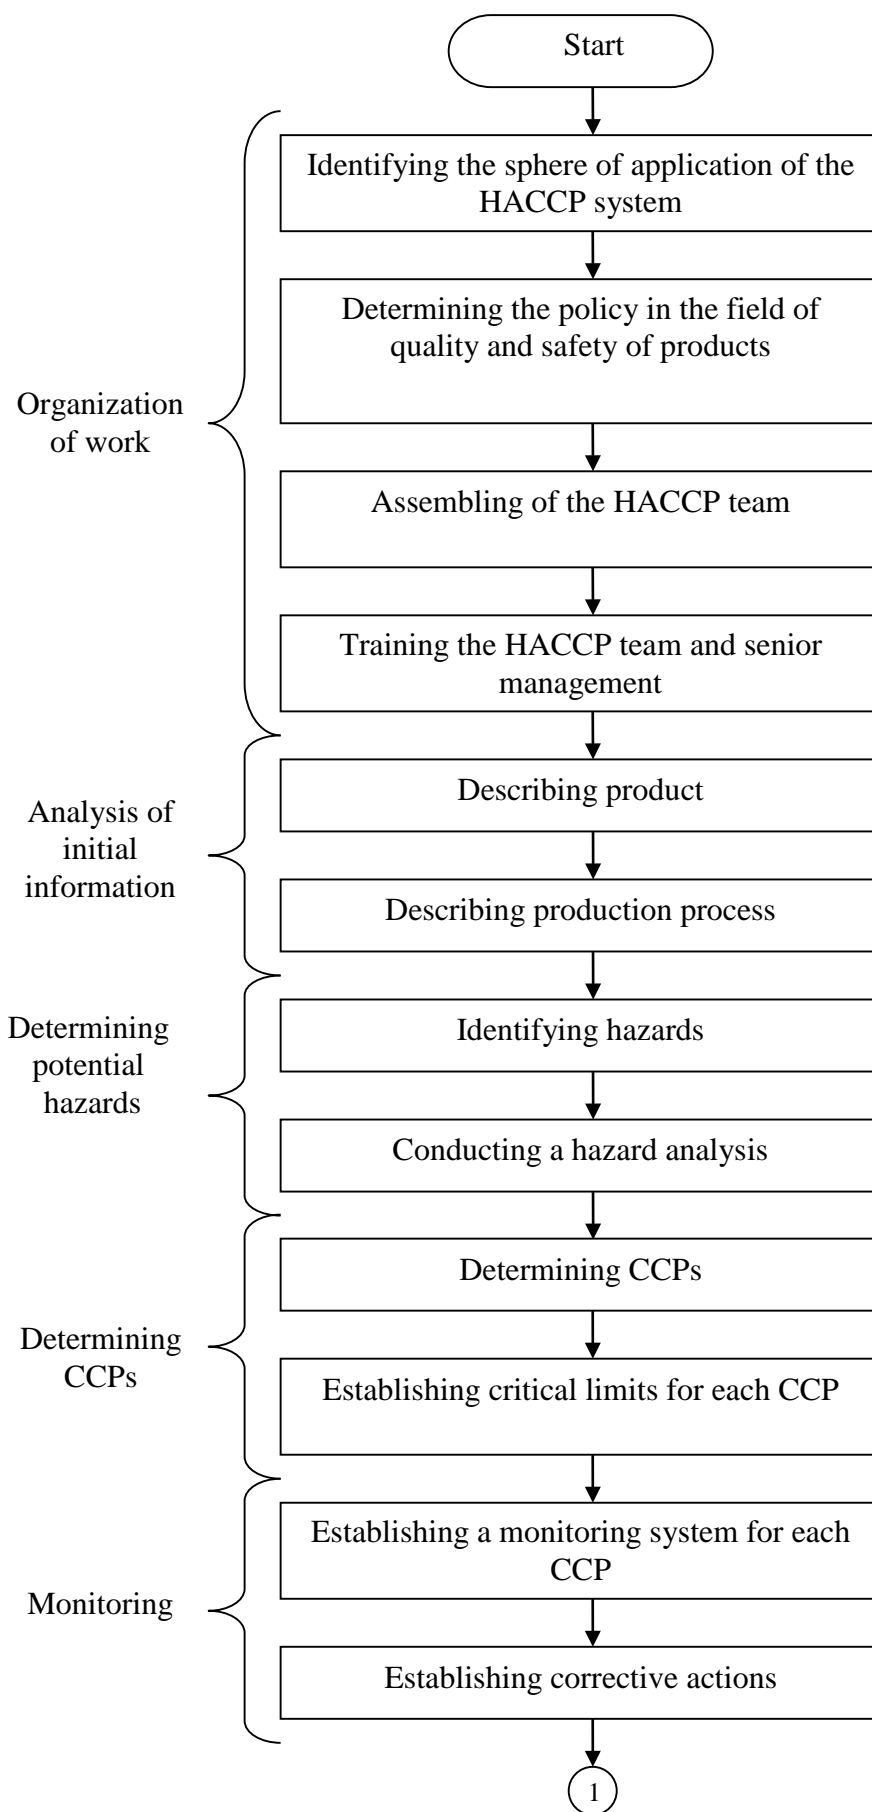 Start
Identifying the sphere of application of the
HACCP system
Determining the policy in the field of
quality and safety of products
Organization
of work
Assembling of the HACCP team
Training the HACCP team and senior
management
Describing product
Analysis of
initial
information
Describing production process
Identifying hazards
Determining
potential
hazards
Conducting a hazard analysis
Determining CCPs
Determining
CCPs
Establishing critical limits for each CCP
Establishing a monitoring system for each
CCP
Monitoring
Establishing corrective actions
1